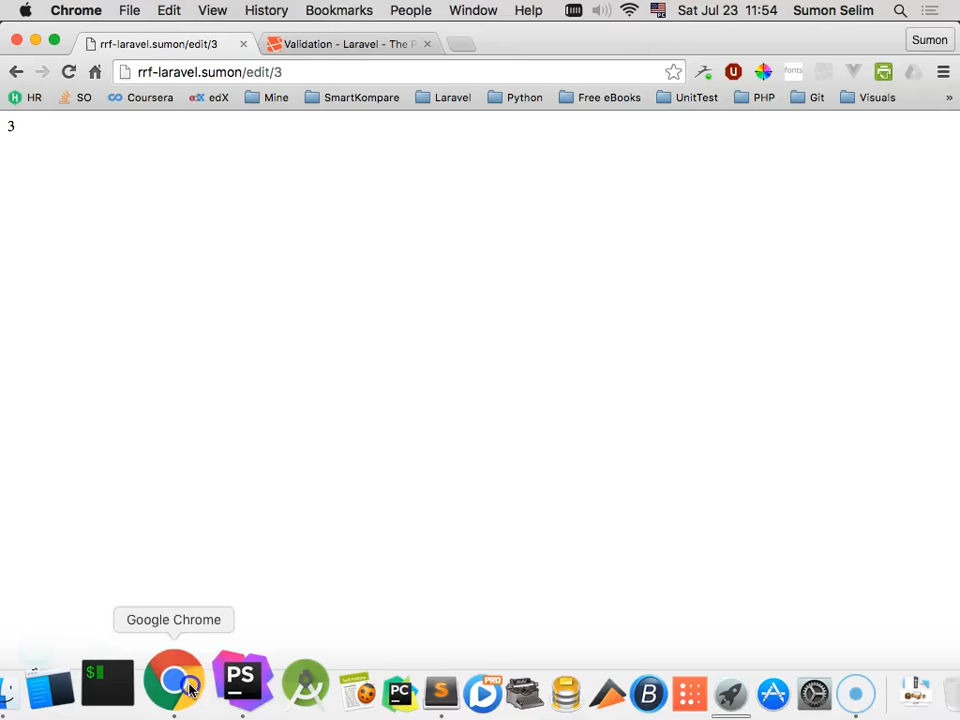 Chrome File Edit View History Bookmarks People Window Help Sat Jul 23 11:54 Sumon Selim
rrf-laravel.sumon/edit/3 Validation - Laravel - The P Sumon
rrf-laravel.sumon/edit/3 fonts
HR SO Coursera edX Mine SmartKompare Laravel Python Free eBooks UnitTest PHP Git Visuals »
3
Google Chrome
$ PS PC S PRO B